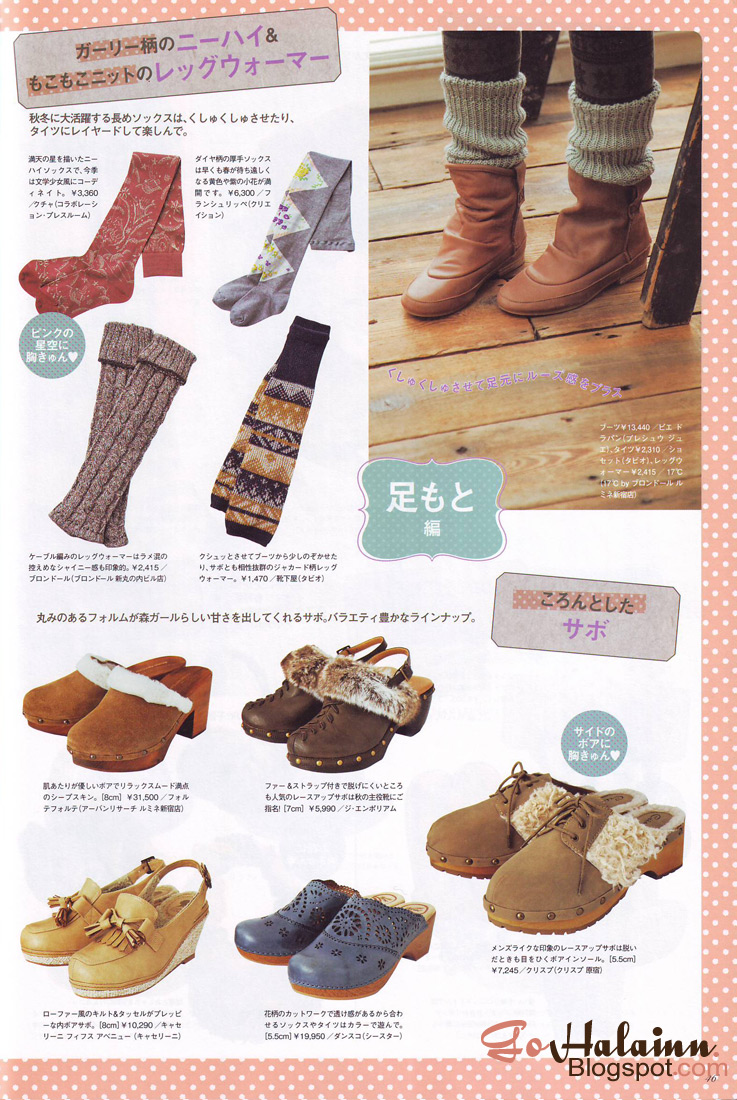 ガーリー柄のニーハイ&
もこもこニットのレッグウォーマー
秋冬に大活躍する長めソックスは、くしゅくしゅさせたり、
タイツにレイヤードして楽しんで。
満天の星を描いたニー
ハイソックスで、今季
は文学少女風にコーデ
ィネイト。￥3,360
／クチャ(コラボレーシ
ョン・プレスルーム)
ダイヤ柄の厚手ソックス
は早くも春が待ち遠しく
なる黄色や紫の小花が満
開です。￥6,300／フ
ランシュリッペ(クリエ
イション)
ピンクの
星空に
胸きゅん♥
くしゅくしゅさせて足元にルーズ感をプラス
ブーツ￥13,440／ビエ ド
ラパン(プレシュウ ジュ
エ)、タイツ￥2,310／ショ
セット(タビオ)、レッグウ
ォーマー￥2,415／17℃
(17℃ by ブロンドール ル
ミネ新宿店)
足もと
編
ケーブル編みのレッグウォーマーはラメ混の
控えめなシャイニー感も印象的。￥2,415／
ブロンドール(ブロンドール 新丸の内ビル店)
クシュッとさせてブーツから少しのぞかせた
り、サボとも相性抜群のジャカード柄レッグ
ウォーマー。￥1,470／靴下屋(タビオ)
ころんとした
サボ
丸みのあるフォルムが森ガールらしい甘さを出してくれるサボ。バラエティ豊かなラインナップ。
肌あたりが優しいボアでリラックスムード満点
のシープスキン。[8cm]￥31,500／フォル
テフォルテ(アーバンリサーチ ルミネ新宿店)
ファー&ストラップ付きで脱げにくいところ
も人気のレースアップサボは秋の主役靴にご
指名！[7cm]￥5,990／ジ・エンポリアム
サイドの
ボアに
胸きゅん♥
メンズライクな印象のレースアップサボは脱い
だときも目をひくボアインソール。[5.5cm]
￥7,245／クリスプ(クリスプ 原宿)
ローファー風のキルト&タッセルがプレッピ
ーな内ボアサボ。[8cm]￥10,290／キャセ
リーニ フィフス アベニュー (キャセリーニ)
花柄のカットワークで透け感があるから合わ
せるソックスやタイツはカラーで遊んで。
[5.5cm]￥19,950／ダンスコ(シースター)
Go Halainn.
Blogspot.com
46